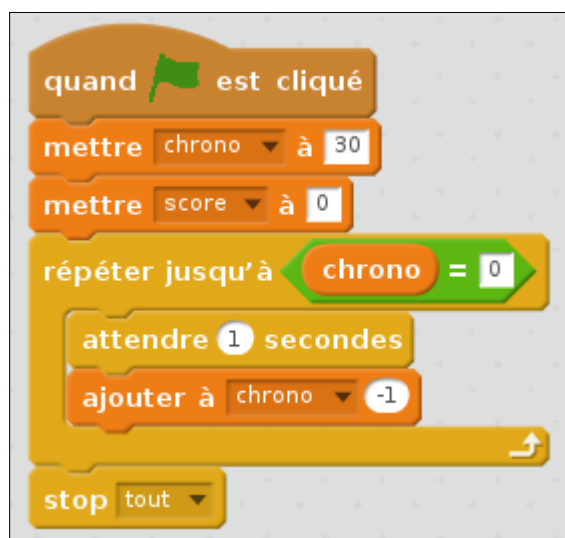 quand est cliqué
mettre chrono à 30
mettre score à 0
répéter jusqu'à chrono = 0
attendre 1 secondes
ajouter à chrono -1
stop tout